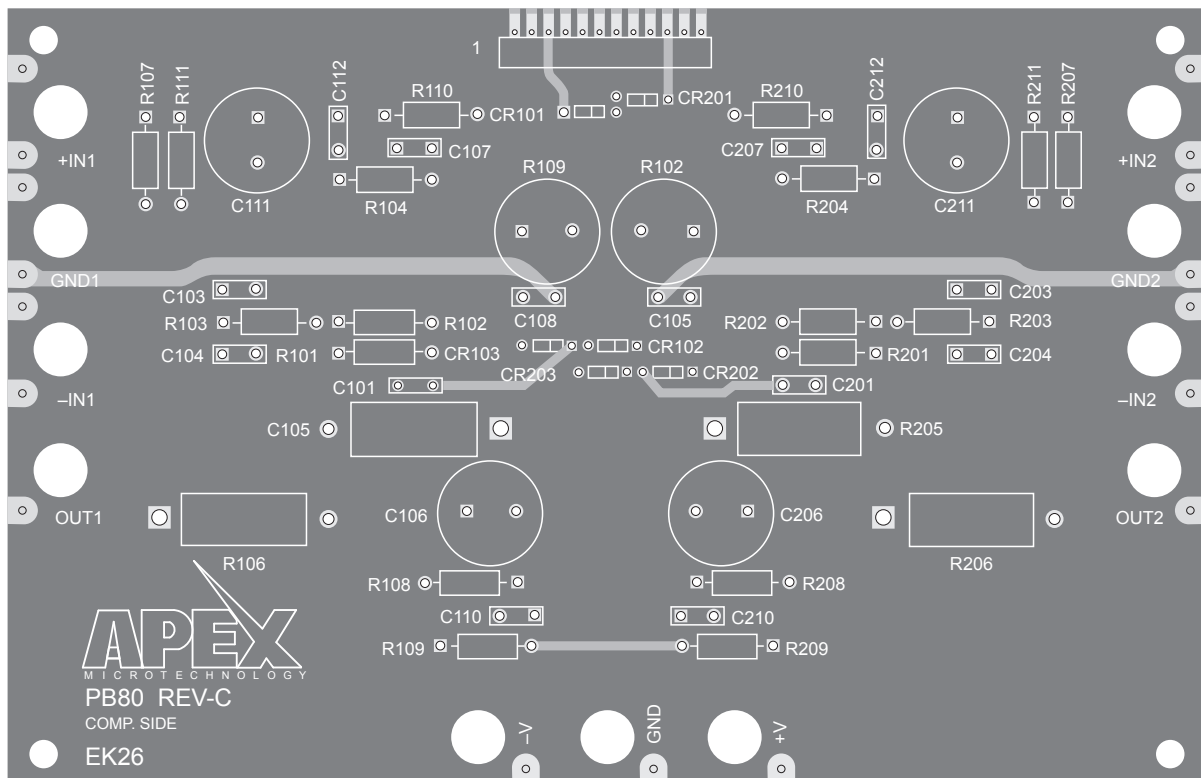 1
R107
R111
C112
R110
CR101
CR201
R210
C212
R211
R207
+IN1
C107
C207
+IN2
C111
R104
R109
R102
R204
C211
GND1
GND2
C103
C108
C105
C203
R103
R102
R202
R203
C104
R101
CR103
CR102
R201
C204
CR203
CR202
–IN1
C101
C201
–IN2
C105
R205
OUT1
C106
C206
OUT2
R106
R206
R108
R208
C110
C210
R109
R209
APEX
MICROTECHNOLOGY
PB80 REV-C
COMP. SIDE
EK26
–V
GND
+V